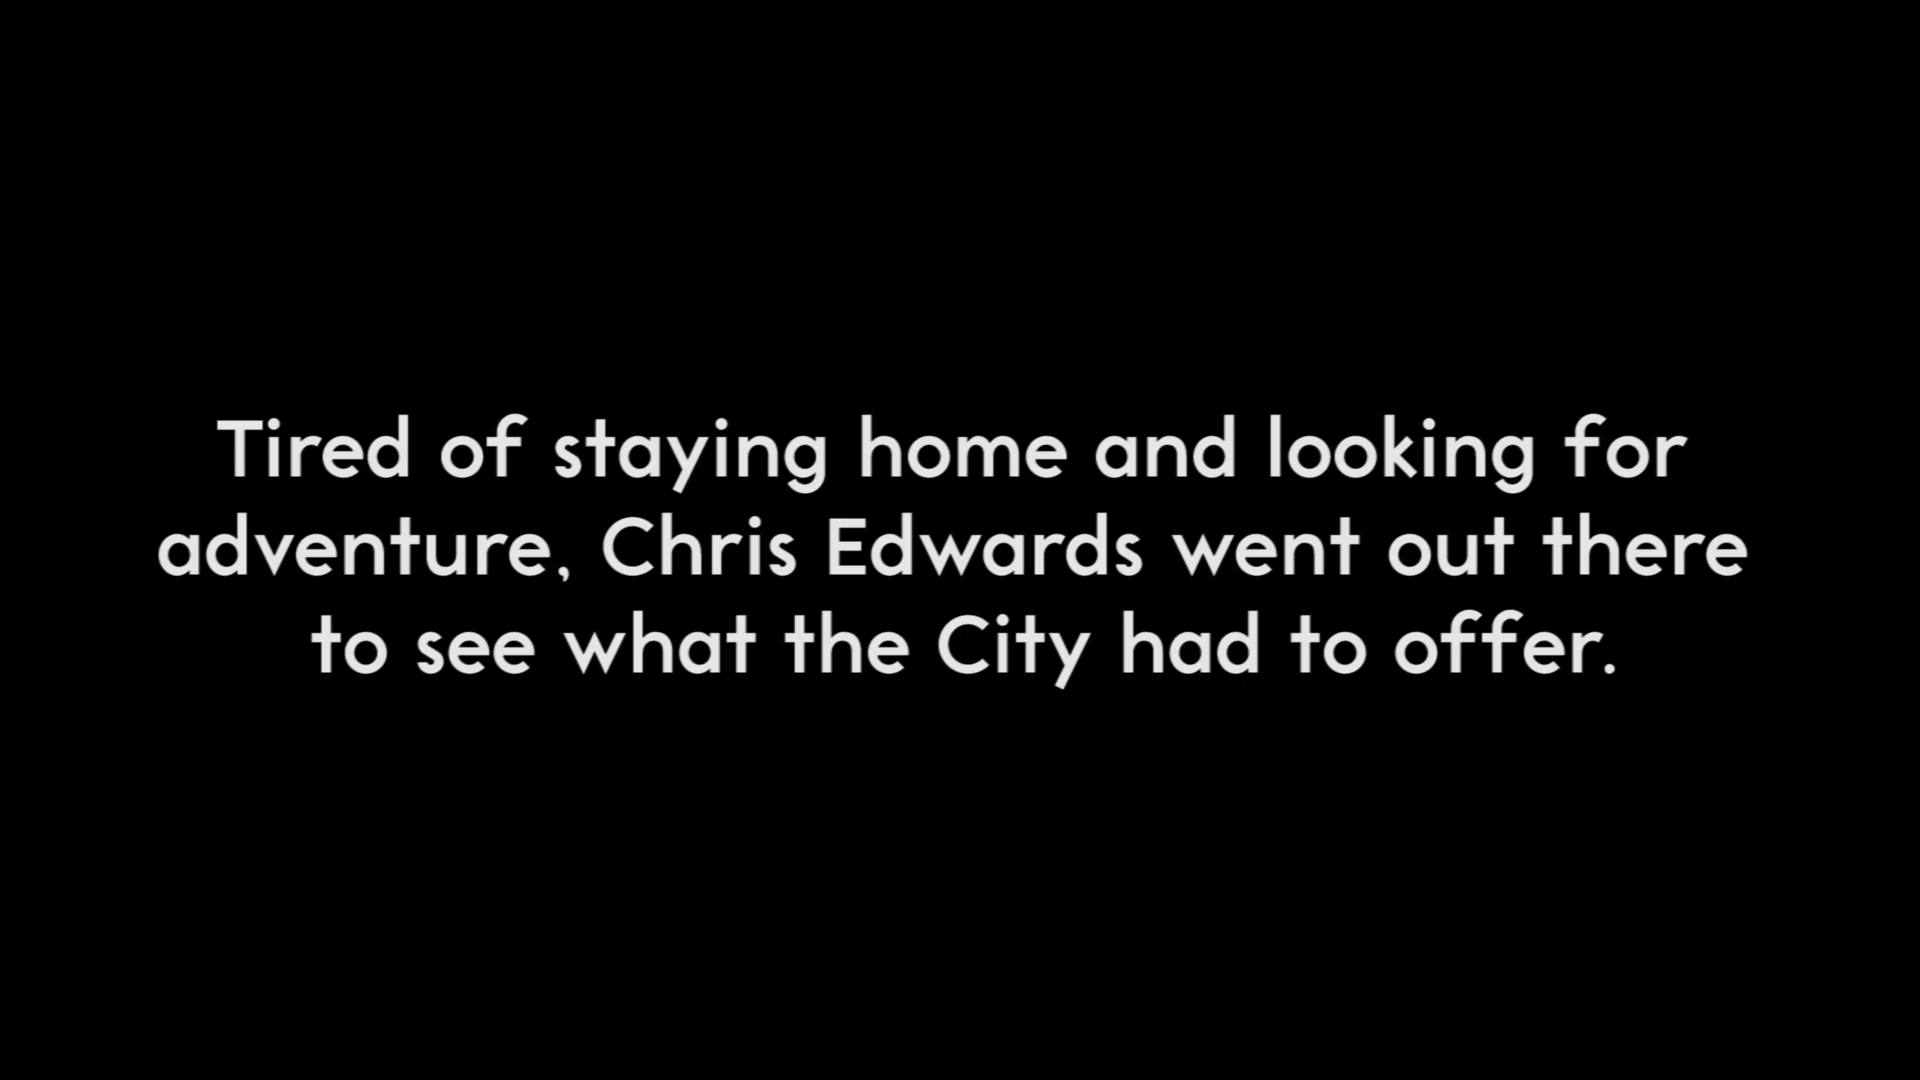 Tired of staying home and looking for
adventure, Chris Edwards went out there
to see what the City had to offer.